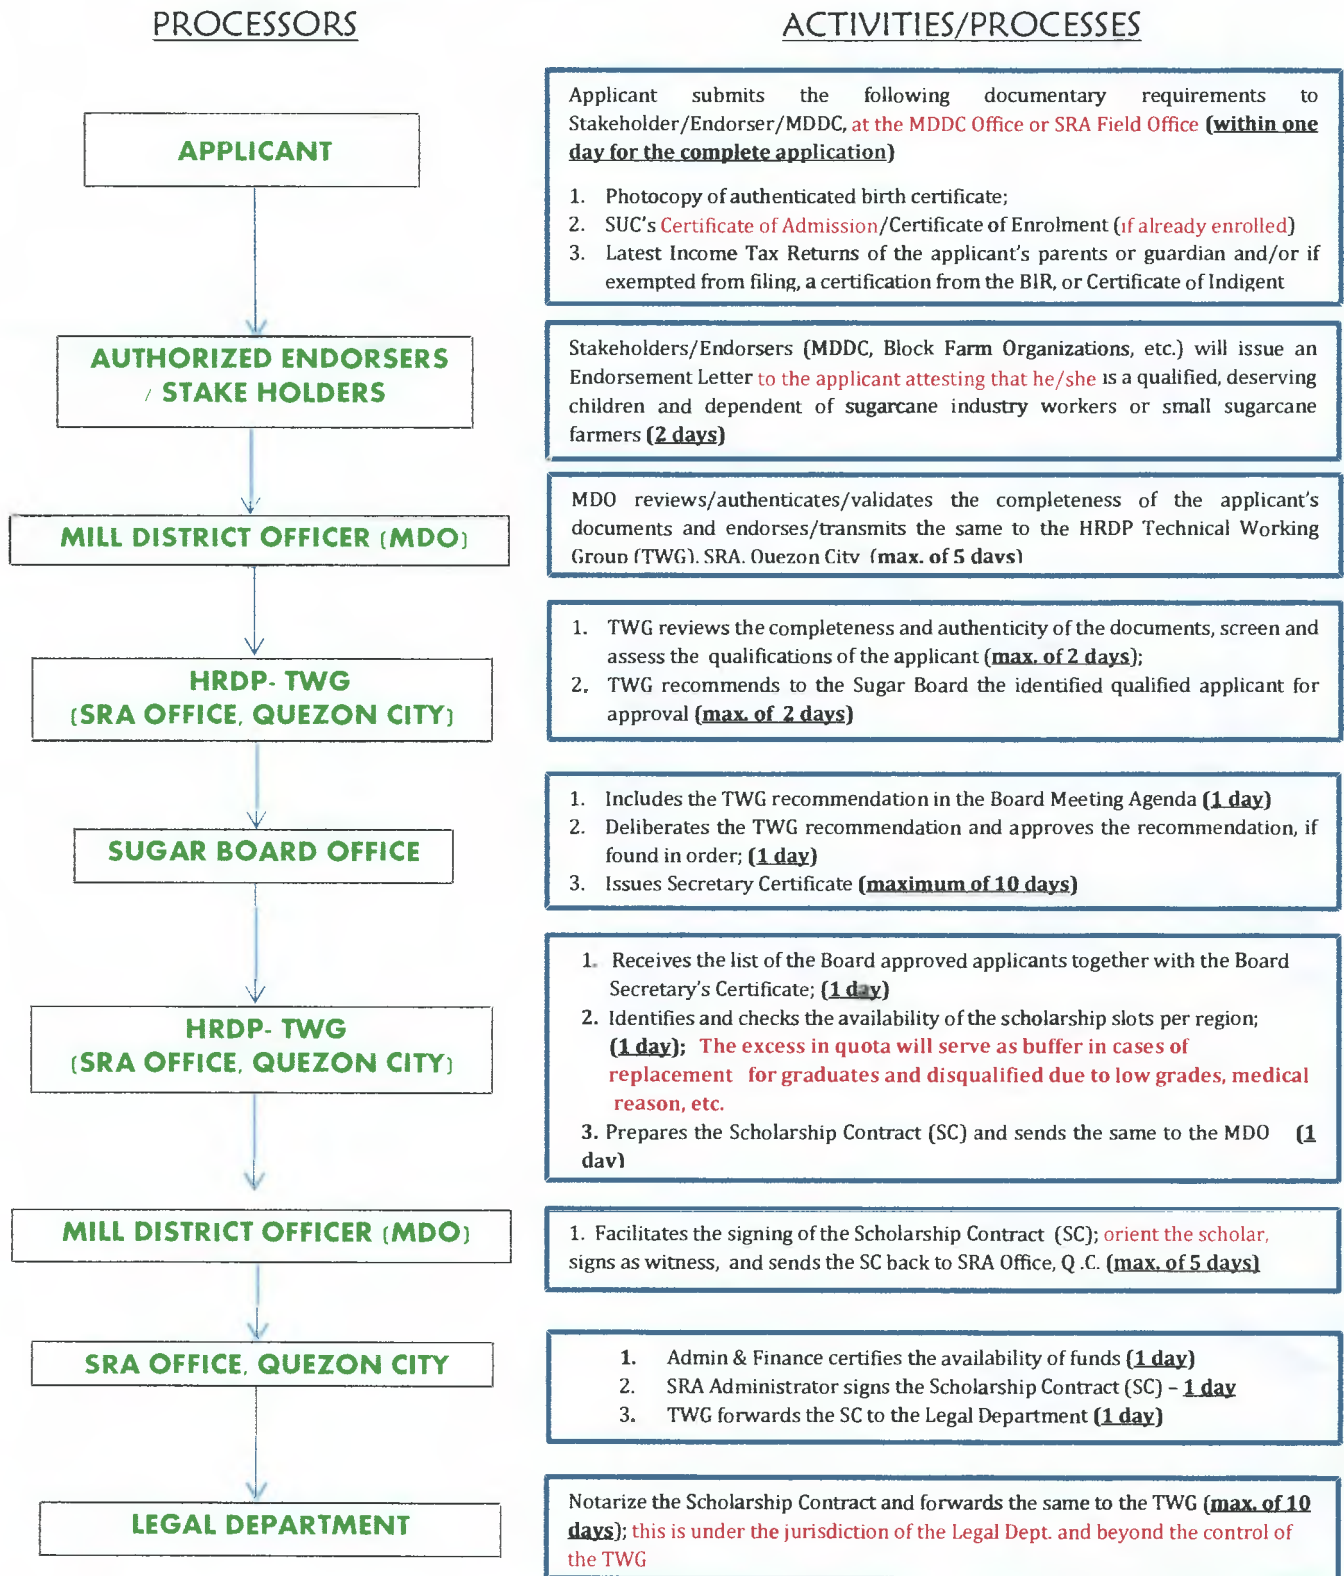 PROCESSORS
ACTIVITIES/PROCESSES
APPLICANT
Applicant submits the following documentary requirements to
Stakeholder/Endorser/MDDC, at the MDDC Office or SRA Field Office (within one
day for the complete application)
1. Photocopy of authenticated birth certificate;
2. SUC's Certificate of Admission/Certificate of Enrolment (if already enrolled)
3. Latest Income Tax Returns of the applicant's parents or guardian and/or if
exempted from filing, a certification from the BIR, or Certificate of Indigent
AUTHORIZED ENDORSERS
/ STAKE HOLDERS
Stakeholders/Endorsers (MDDC, Block Farm Organizations, etc.) will issue an
Endorsement Letter to the applicant attesting that he/she is a qualified, deserving
children and dependent of sugarcane industry workers or small sugarcane
farmers (2 days)
MILL DISTRICT OFFICER (MDO)
MDO reviews/authenticates/validates the completeness of the applicant's
documents and endorses/transmits the same to the HRDP Technical Working
Group (TWG), SRA, Quezon City (max. of 5 days)
HRDP- TWG
(SRA OFFICE, QUEZON CITY)
1. TWG reviews the completeness and authenticity of the documents, screen and
assess the qualifications of the applicant (max. of 2 days);
2. TWG recommends to the Sugar Board the identified qualified applicant for
approval (max. of 2 days)
SUGAR BOARD OFFICE
1. Includes the TWG recommendation in the Board Meeting Agenda (1 day)
2. Deliberates the TWG recommendation and approves the recommendation, if
found in order; (1 day)
3. Issues Secretary Certificate (maximum of 10 days)
HRDP- TWG
(SRA OFFICE, QUEZON CITY)
1. Receives the list of the Board approved applicants together with the Board
Secretary's Certificate; (1 day)
2. Identifies and checks the availability of the scholarship slots per region;
(1 day); The excess in quota will serve as buffer in cases of
replacement for graduates and disqualified due to low grades, medical
reason, etc.
3. Prepares the Scholarship Contract (SC) and sends the same to the MDO (1
day)
MILL DISTRICT OFFICER (MDO)
1. Facilitates the signing of the Scholarship Contract (SC); orient the scholar,
signs as witness, and sends the SC back to SRA Office, Q .C. (max. of 5 days)
SRA OFFICE, QUEZON CITY
1. Admin & Finance certifies the availability of funds (1 day)
2. SRA Administrator signs the Scholarship Contract (SC) – 1 day
3. TWG forwards the SC to the Legal Department (1 day)
LEGAL DEPARTMENT
Notarize the Scholarship Contract and forwards the same to the TWG (max. of 10
days); this is under the jurisdiction of the Legal Dept. and beyond the control of
the TWG